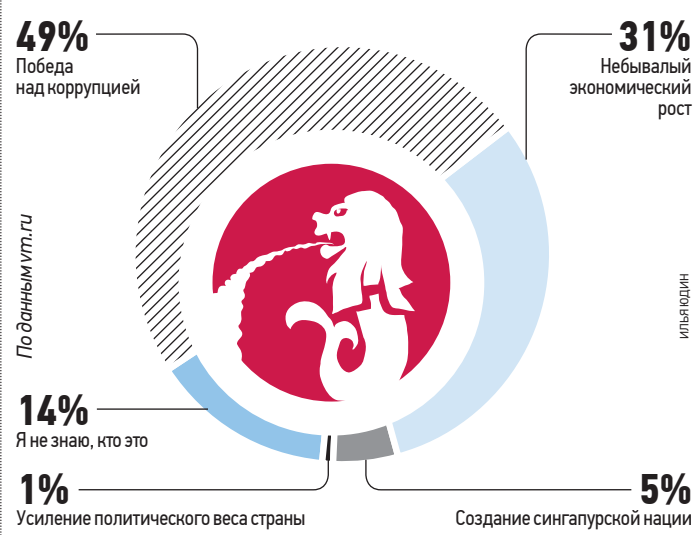 49%
Победа
над коррупцией
31%
Небывалый
экономический
рост
По данным vm.ru
ИЛЬЯ ЮДИН
14%
Я не знаю, кто это
1%
Усиление политического веса страны
5%
Создание сингапурской нации